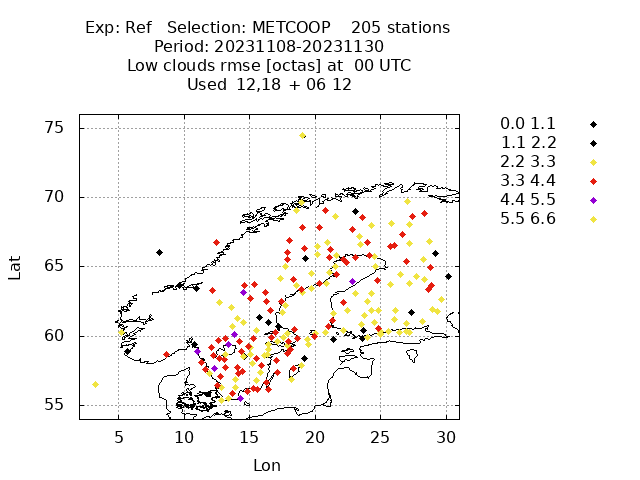 Exp: Ref   Selection: METCOOP    205 stations
Period: 20231108-20231130
Low clouds rmse [octas] at  00 UTC
Used  12,18 + 06 12
75
70
65
60
55
5 10 15 20 25 30
Lat
Lon
0.0 1.1
1.1 2.2
2.2 3.3
3.3 4.4
4.4 5.5
5.5 6.6